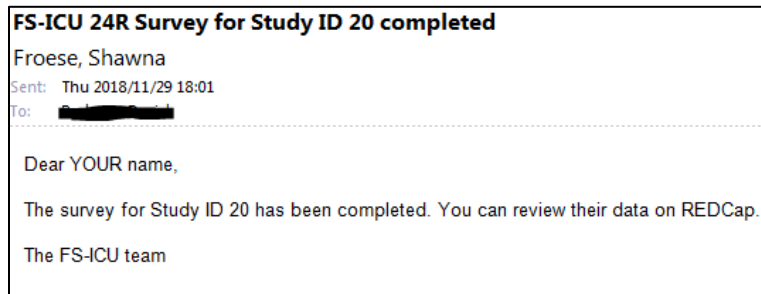 FS-ICU 24R Survey for Study ID 20 completed
Froese, Shawna
Sent: Thu 2018/11/29 18:01
To:
Dear YOUR name,
The survey for Study ID 20 has been completed. You can review their data on REDCap.
The FS-ICU team